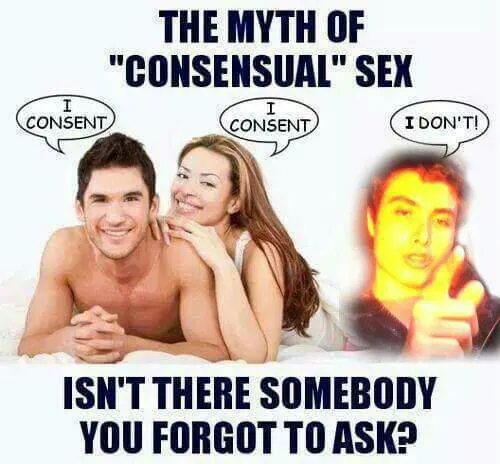 THE MYTH OF
"CONSENSUAL" SEX
I
CONSENT
I
CONSENT
I DON'T!
ISN'T THERE SOMEBODY
YOU FORGOT TO ASK?